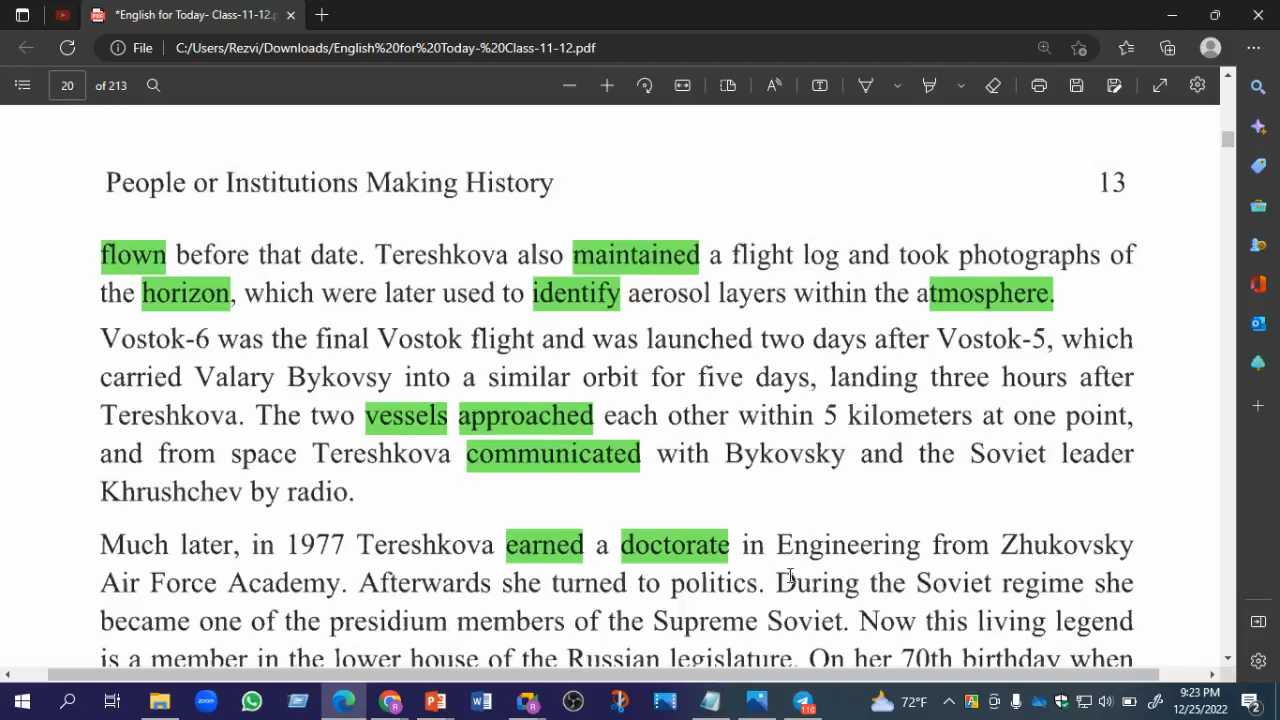 *English for Today- Class-11-12.p
File
C:/Users/Rezvi/Downloads/English%20for%20Today-%20Class-11-12.pdf
20
of 213
People or Institutions Making History
13
flown before that date. Tereshkova also maintained a flight log and took photographs of
the horizon, which were later used to identify aerosol layers within the atmosphere.
Vostok-6 was the final Vostok flight and was launched two days after Vostok-5, which
carried Valary Bykovsy into a similar orbit for five days, landing three hours after
Tereshkova. The two vessels approached each other within 5 kilometers at one point,
and from space Tereshkova communicated with Bykovsky and the Soviet leader
Khrushchev by radio.
Much later, in 1977 Tereshkova earned a doctorate in Engineering from Zhukovsky
Air Force Academy. Afterwards she turned to politics. During the Soviet regime she
became one of the presidium members of the Supreme Soviet. Now this living legend
is a member in the lower house of the Russian legislature. On her 70th birthday when
72°F
9:23 PM
12/25/2022